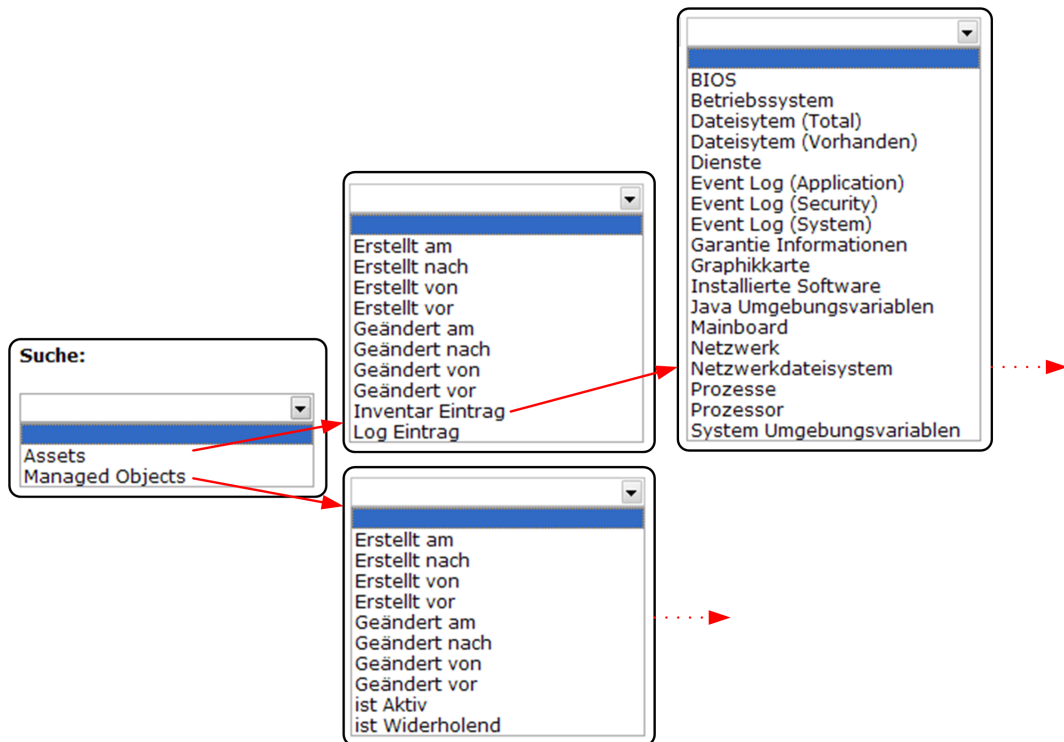 Suche:
Assets
Managed Objects
Erstellt am
Erstellt nach
Erstellt von
Erstellt vor
Geändert am
Geändert nach
Geändert von
Geändert vor
Inventar Eintrag
Log Eintrag
BIOS
Betriebssystem
Dateisytem (Total)
Dateisytem (Vorhanden)
Dienste
Event Log (Application)
Event Log (Security)
Event Log (System)
Garantie Informationen
Graphikkarte
Installierte Software
Java Umgebungsvariablen
Mainboard
Netzwerk
Netzwerkdateisystem
Prozesse
Prozessor
System Umgebungsvariablen
Erstellt am
Erstellt nach
Erstellt von
Erstellt vor
Geändert am
Geändert nach
Geändert von
Geändert vor
ist Aktiv
ist Widerholend